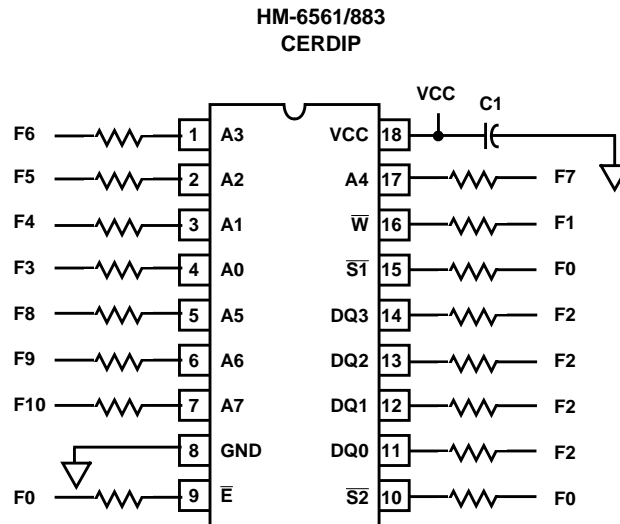 HM-6561/883
CERDIP
VCC C1
F6 1 A3 VCC 18
F5 2 A2 A4 17 F7
F4 3 A1 W̅ 16 F1
F3 4 A0 S̅1̅ 15 F0
F8 5 A5 DQ3 14 F2
F9 6 A6 DQ2 13 F2
F10 7 A7 DQ1 12 F2
8 GND DQ0 11 F2
F0 9 E̅ S̅2̅ 10 F0